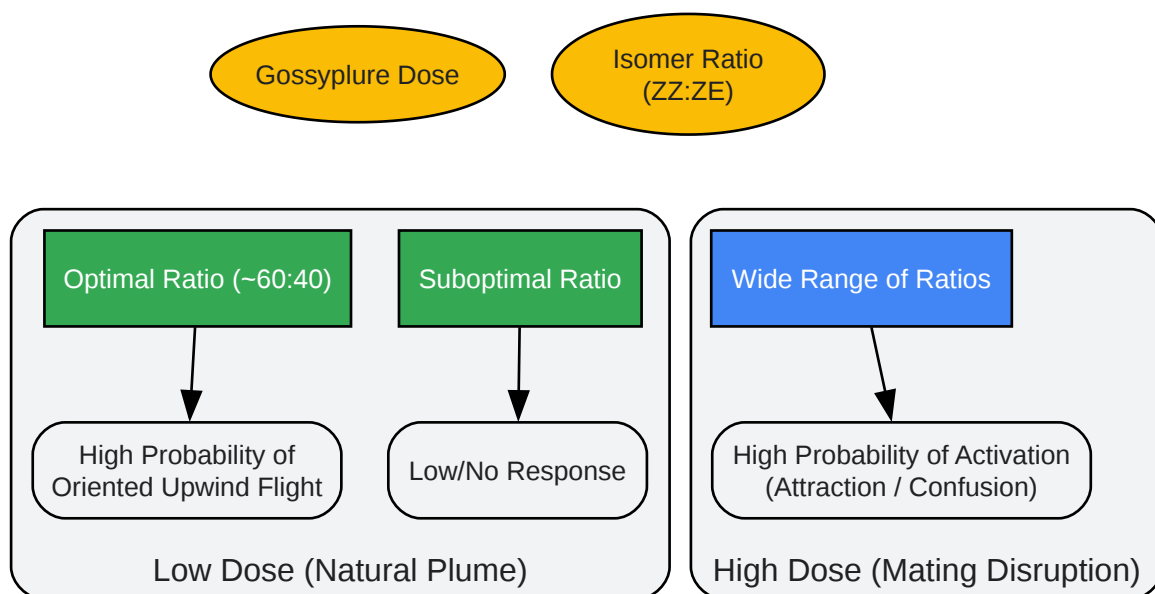 Gossyplure Dose
Isomer Ratio
(ZZ:ZE)
Optimal Ratio (~60:40)
Suboptimal Ratio
Wide Range of Ratios
High Probability of
Oriented Upwind Flight
Low/No Response
High Probability of Activation
(Attraction / Confusion)
Low Dose (Natural Plume)
High Dose (Mating Disruption)